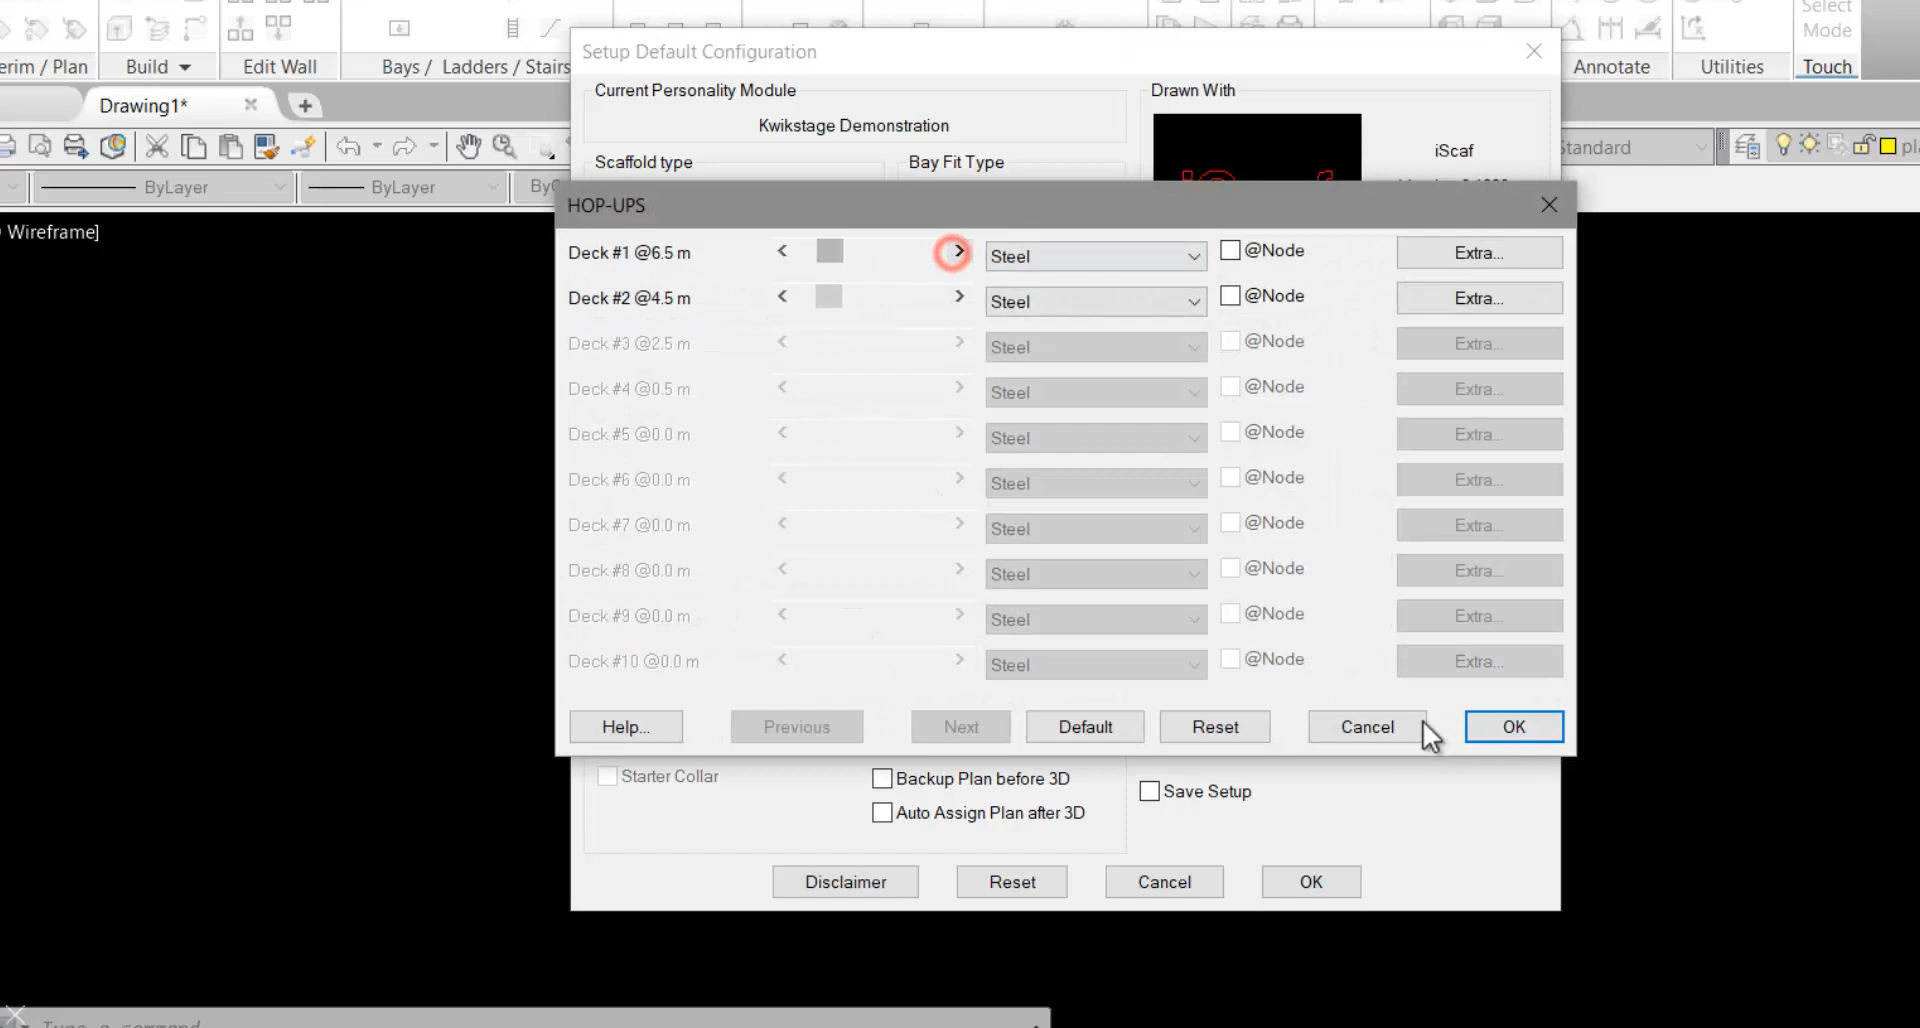 Select
Mode
erim / Plan
Build
Edit Wall
Bays / Ladders / Stairs
Annotate
Utilities
Touch
Setup Default Configuration
Current Personality Module
Kwikstage Demonstration
Drawn With
iScaf
Scaffold type
Bay Fit Type
Drawing1*
Standard
ByLayer
ByLayer
Wireframe]
HOP-UPS
Deck #1 @6.5 m
Steel
@Node
Extra...
Deck #2 @4.5 m
Steel
@Node
Extra...
Deck #3 @2.5 m
Steel
@Node
Extra...
Deck #4 @0.5 m
Steel
@Node
Extra...
Deck #5 @0.0 m
Steel
@Node
Extra...
Deck #6 @0.0 m
Steel
@Node
Extra...
Deck #7 @0.0 m
Steel
@Node
Extra...
Deck #8 @0.0 m
Steel
@Node
Extra...
Deck #9 @0.0 m
Steel
@Node
Extra...
Deck #10 @0.0 m
Steel
@Node
Extra...
Help...
Previous
Next
Default
Reset
Cancel
OK
Starter Collar
Backup Plan before 3D
Auto Assign Plan after 3D
Save Setup
Disclaimer
Reset
Cancel
OK
Type a command